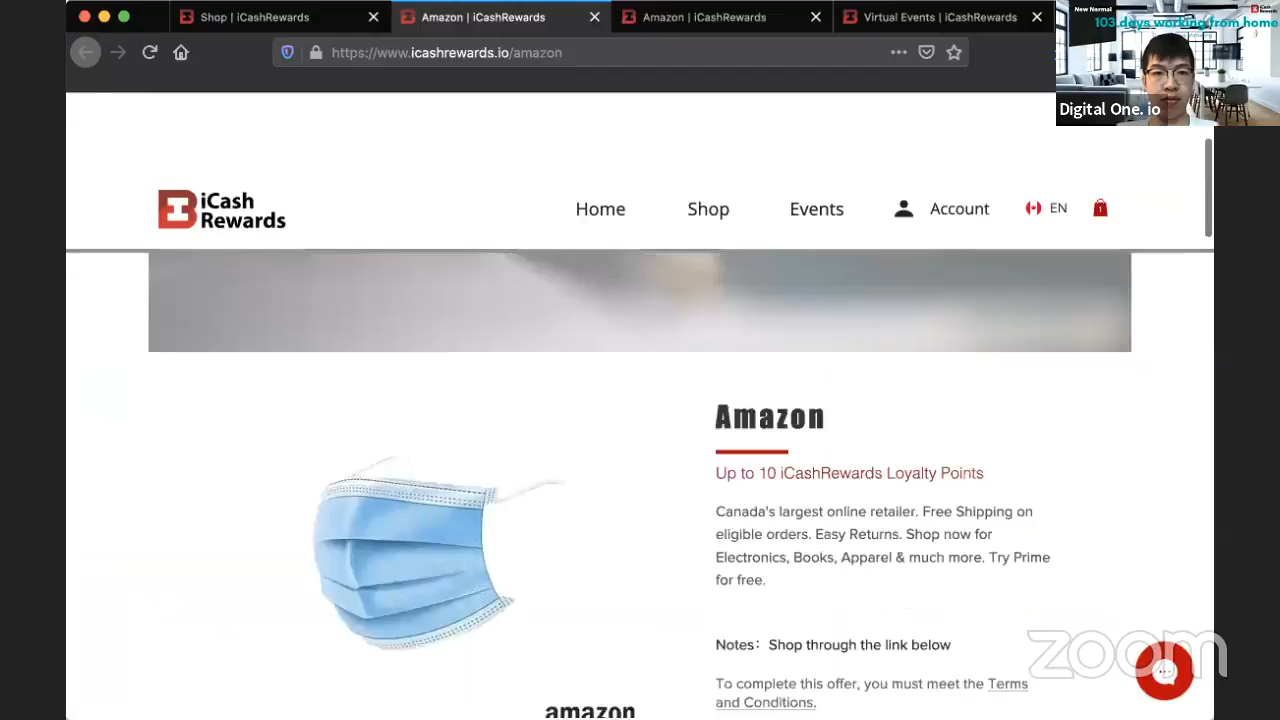 Shop | iCashRewards
Amazon | iCashRewards
Amazon | iCashRewards
Virtual Events | iCashRewards
New Normal
103 days working from home
https://www.icashrewards.io/amazon
Digital One. io
iCash
Rewards
Home
Shop
Events
Account
EN
1
Amazon
Up to 10 iCashRewards Loyalty Points
Canada's largest online retailer. Free Shipping on
eligible orders. Easy Returns. Shop now for
Electronics, Books, Apparel & much more. Try Prime
for free.
Notes: Shop through the link below
To complete this offer, you must meet the Terms
and Conditions.
zoom
amazon